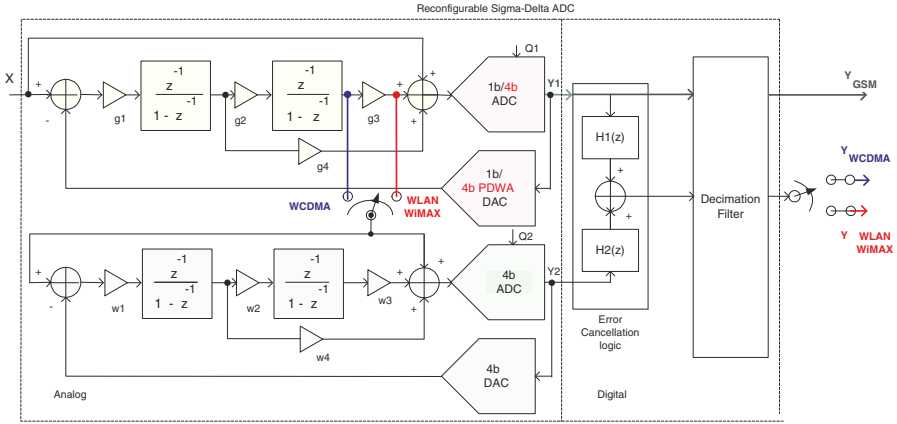 Reconfigurable Sigma-Delta ADC
X
+
-
g1
z -1
1 - z -1
g2
z -1
1 - z -1
g3
g4
+
+
+
1b/4b
ADC
Q1
Y1
1b/
4b PDWA
DAC
WCDMA
WLAN
WiMAX
+
-
w1
z -1
1 - z -1
w2
z -1
1 - z -1
w3
w4
+
+
+
4b
ADC
Q2
Y2
4b
DAC
H1(z)
+
+
H2(z)
Error
Cancellation
logic
Decimation
Filter
Y GSM
Y WCDMA
Y WLAN
WiMAX
Analog
Digital